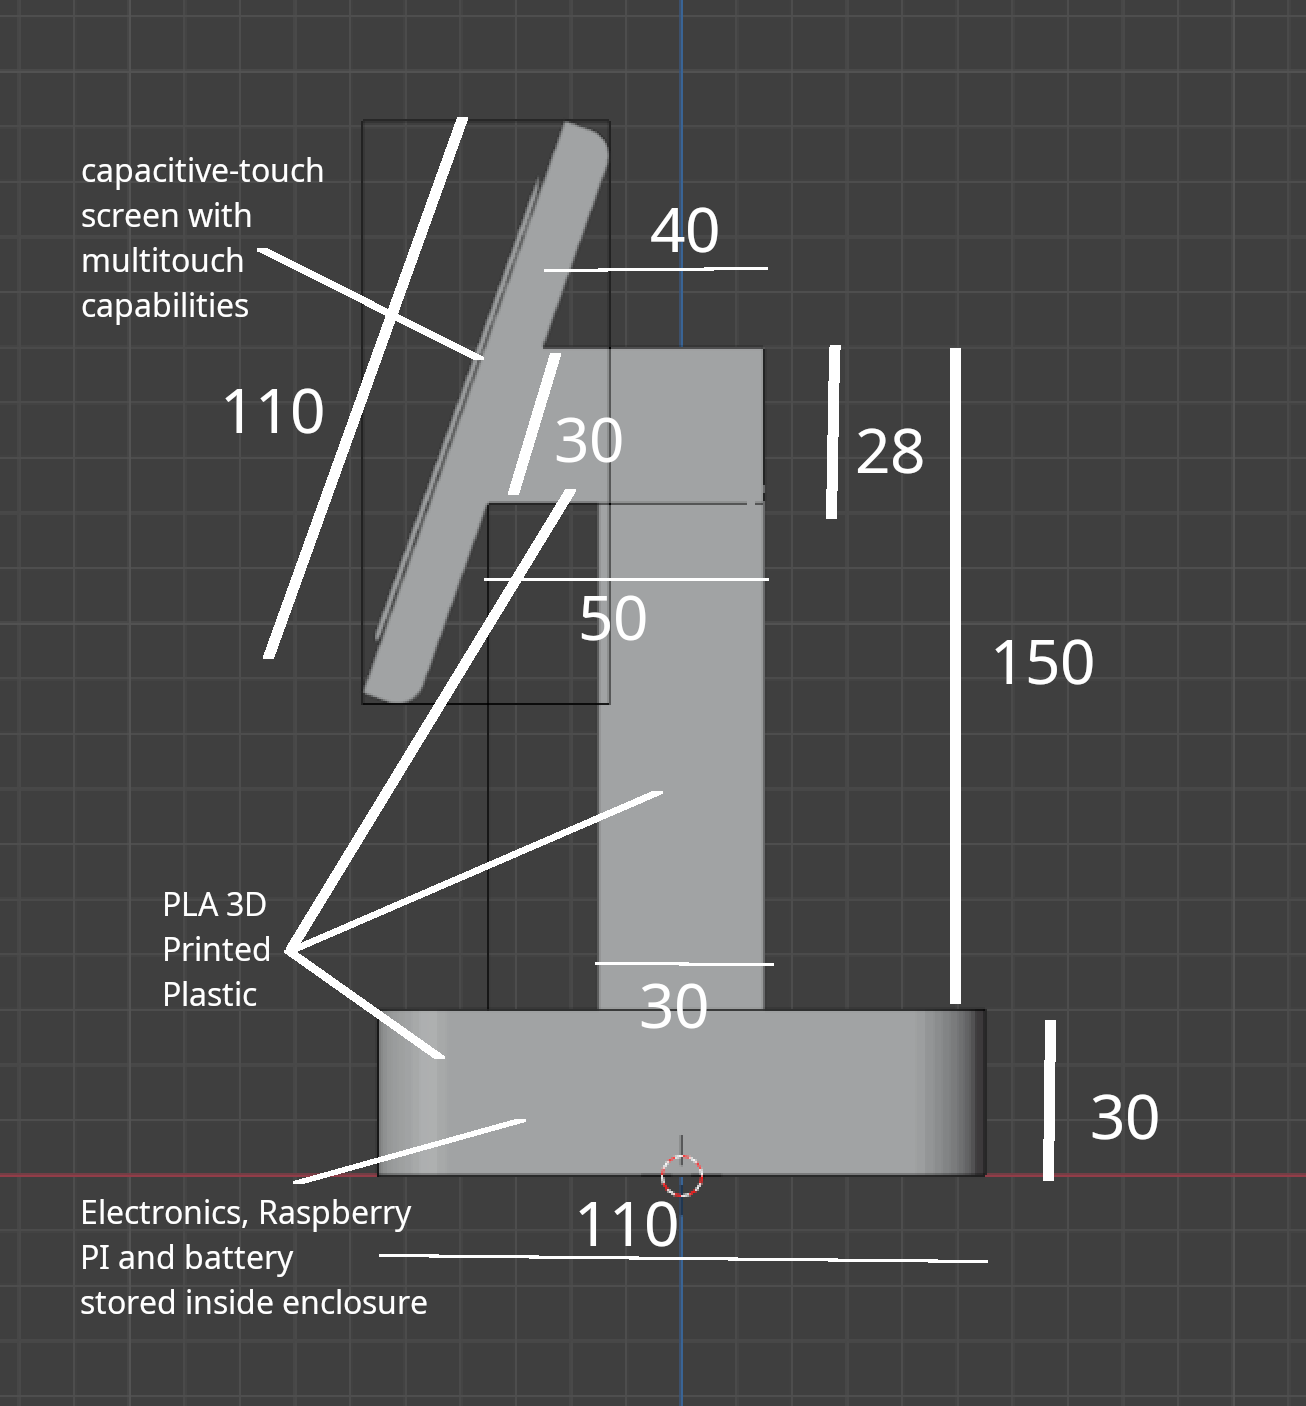 capacitive-touch
screen with
multitouch
capabilities
40
110
30
28
50
150
PLA 3D
Printed
Plastic
30
30
Electronics, Raspberry
PI and battery
stored inside enclosure
110